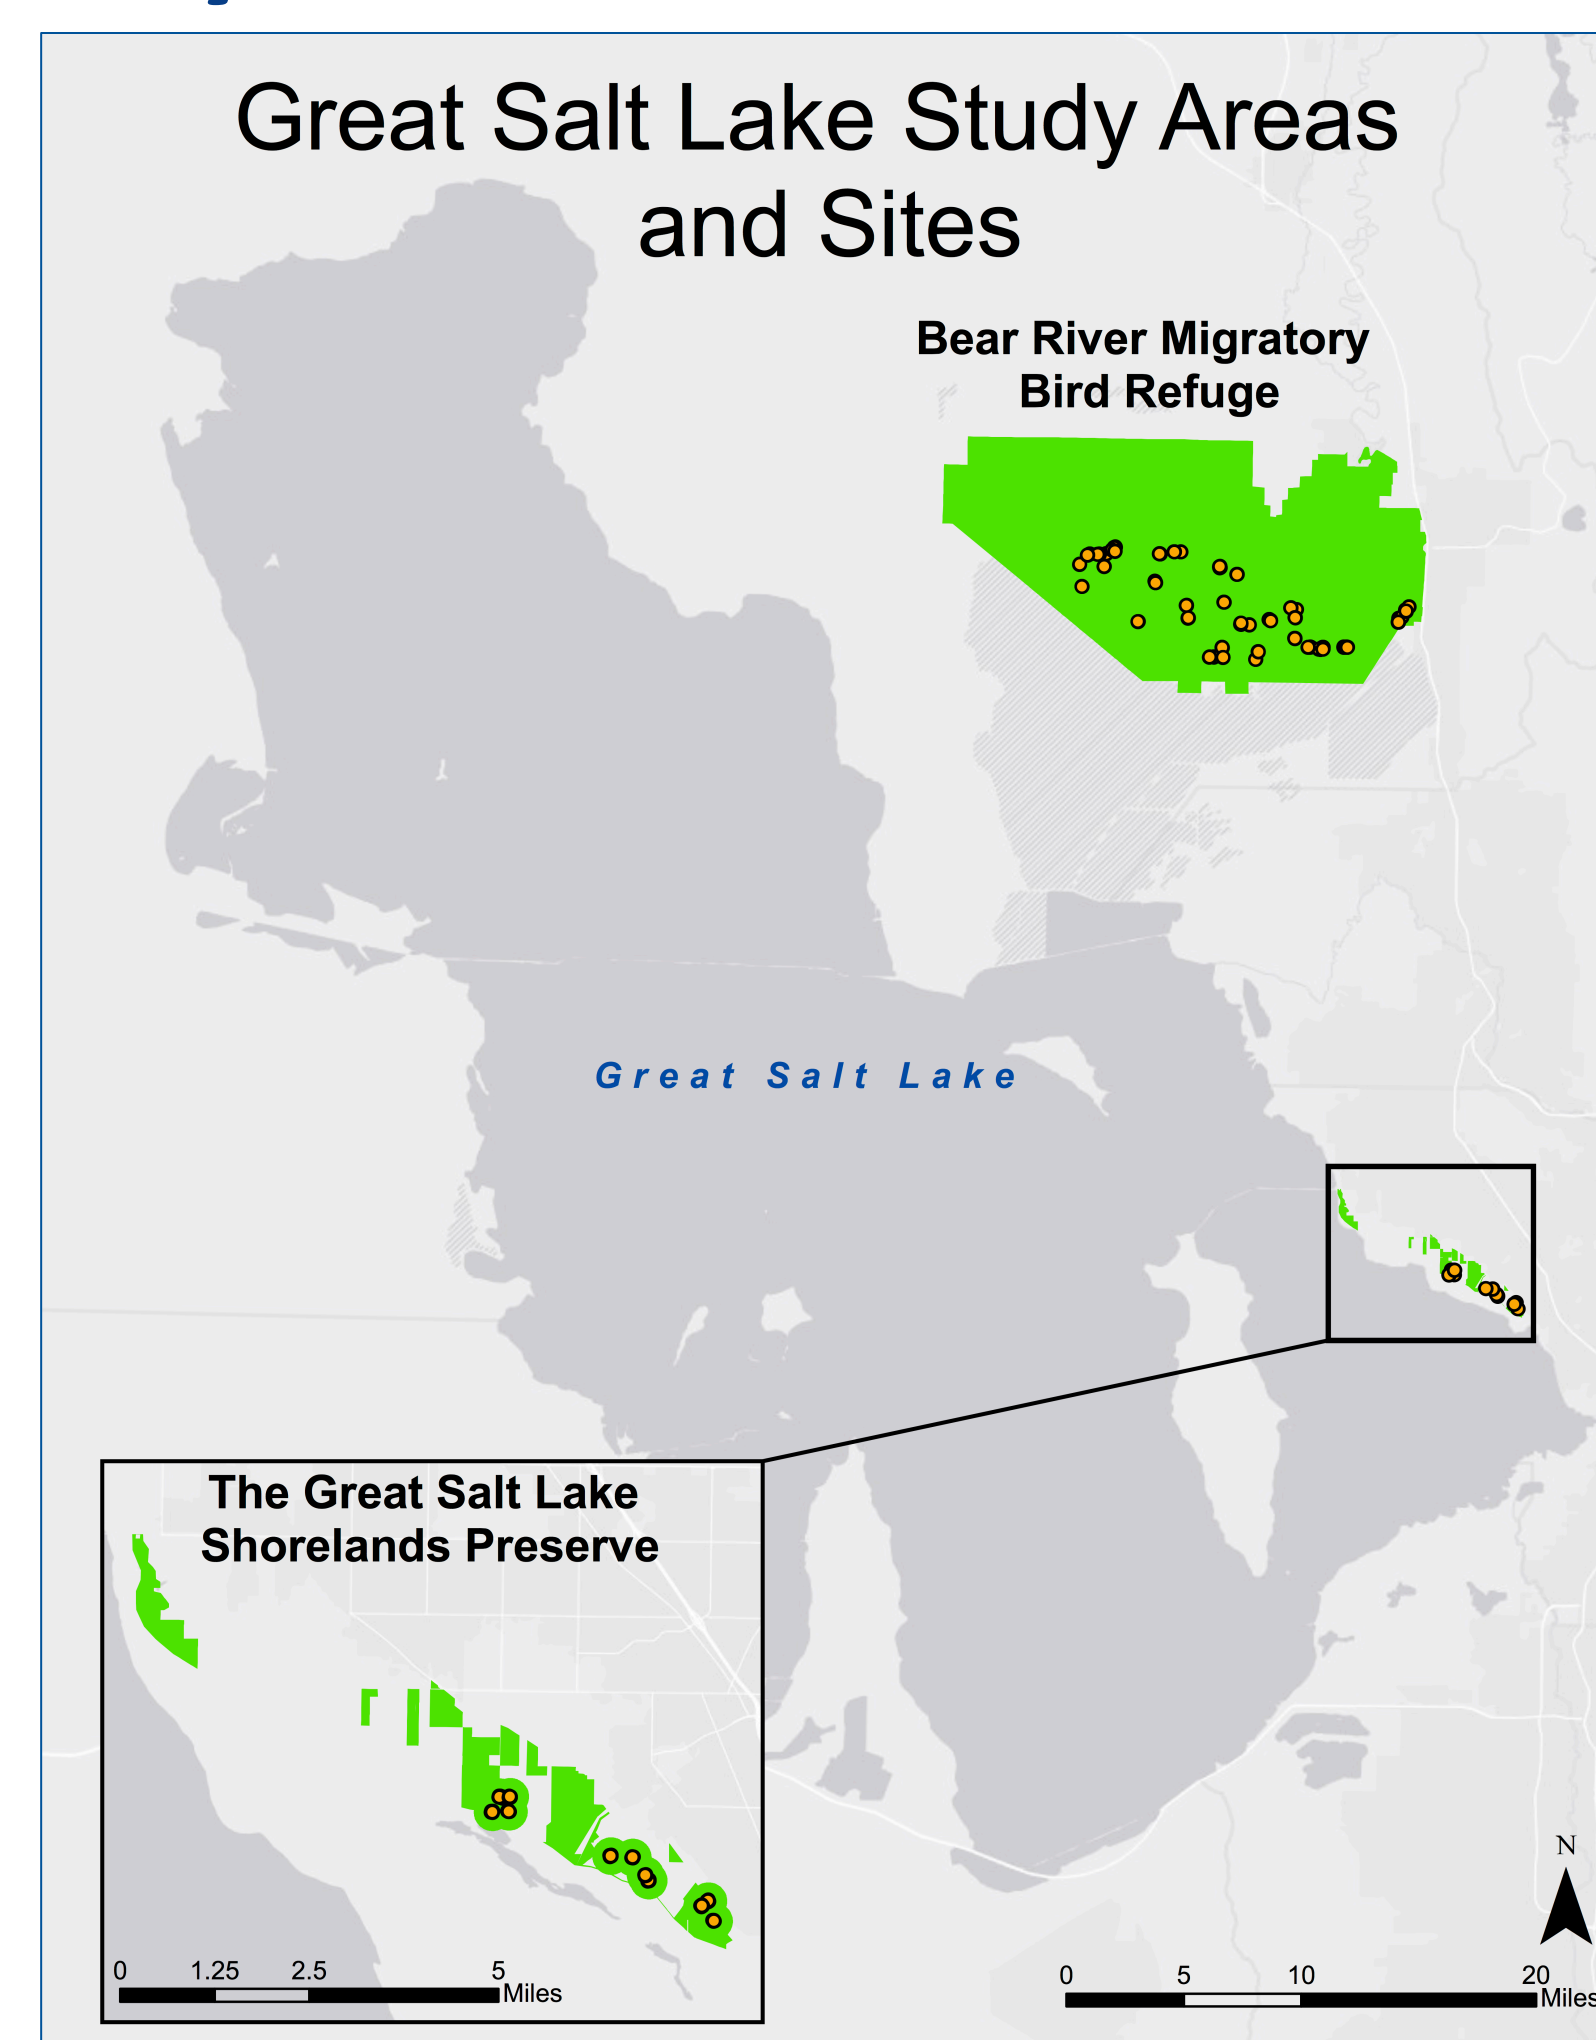 Great Salt Lake Study Areas
and Sites
Bear River Migratory
Bird Refuge
Great Salt Lake
The Great Salt Lake
Shorelands Preserve
0 1.25 2.5 5
Miles
N
0 5 10 20
Miles